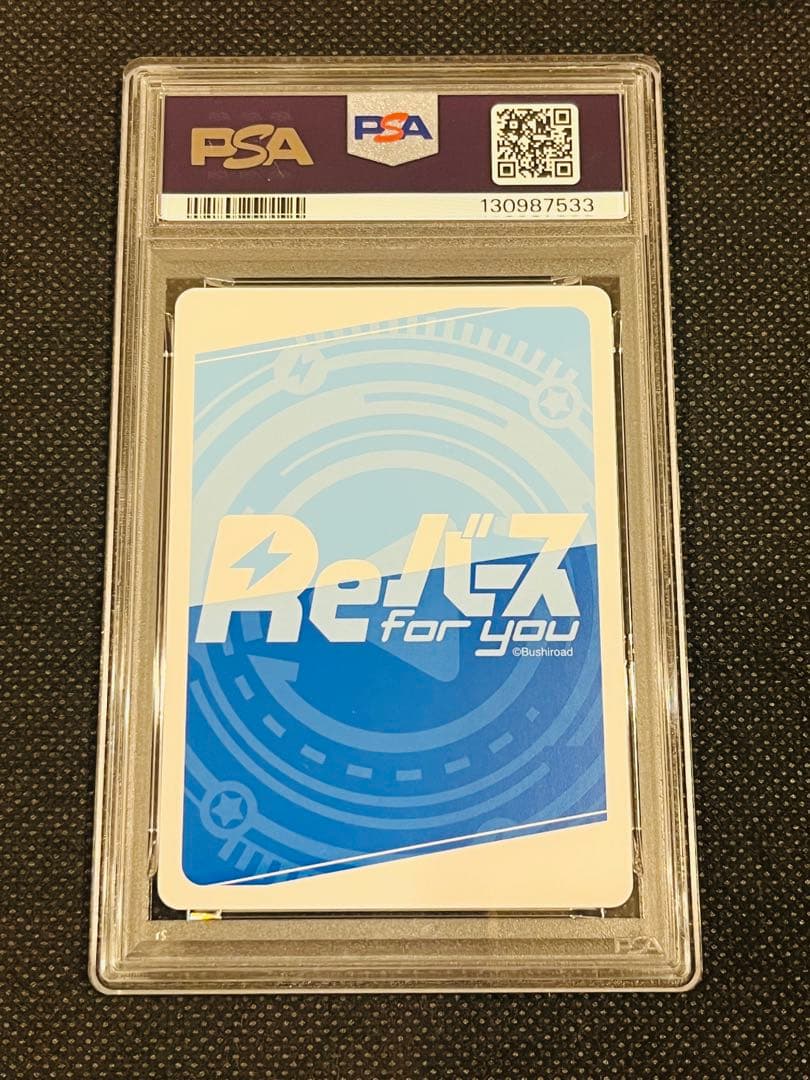 PSA
PSA
130987533
Reバース
for you
©Bushiroad
PSA